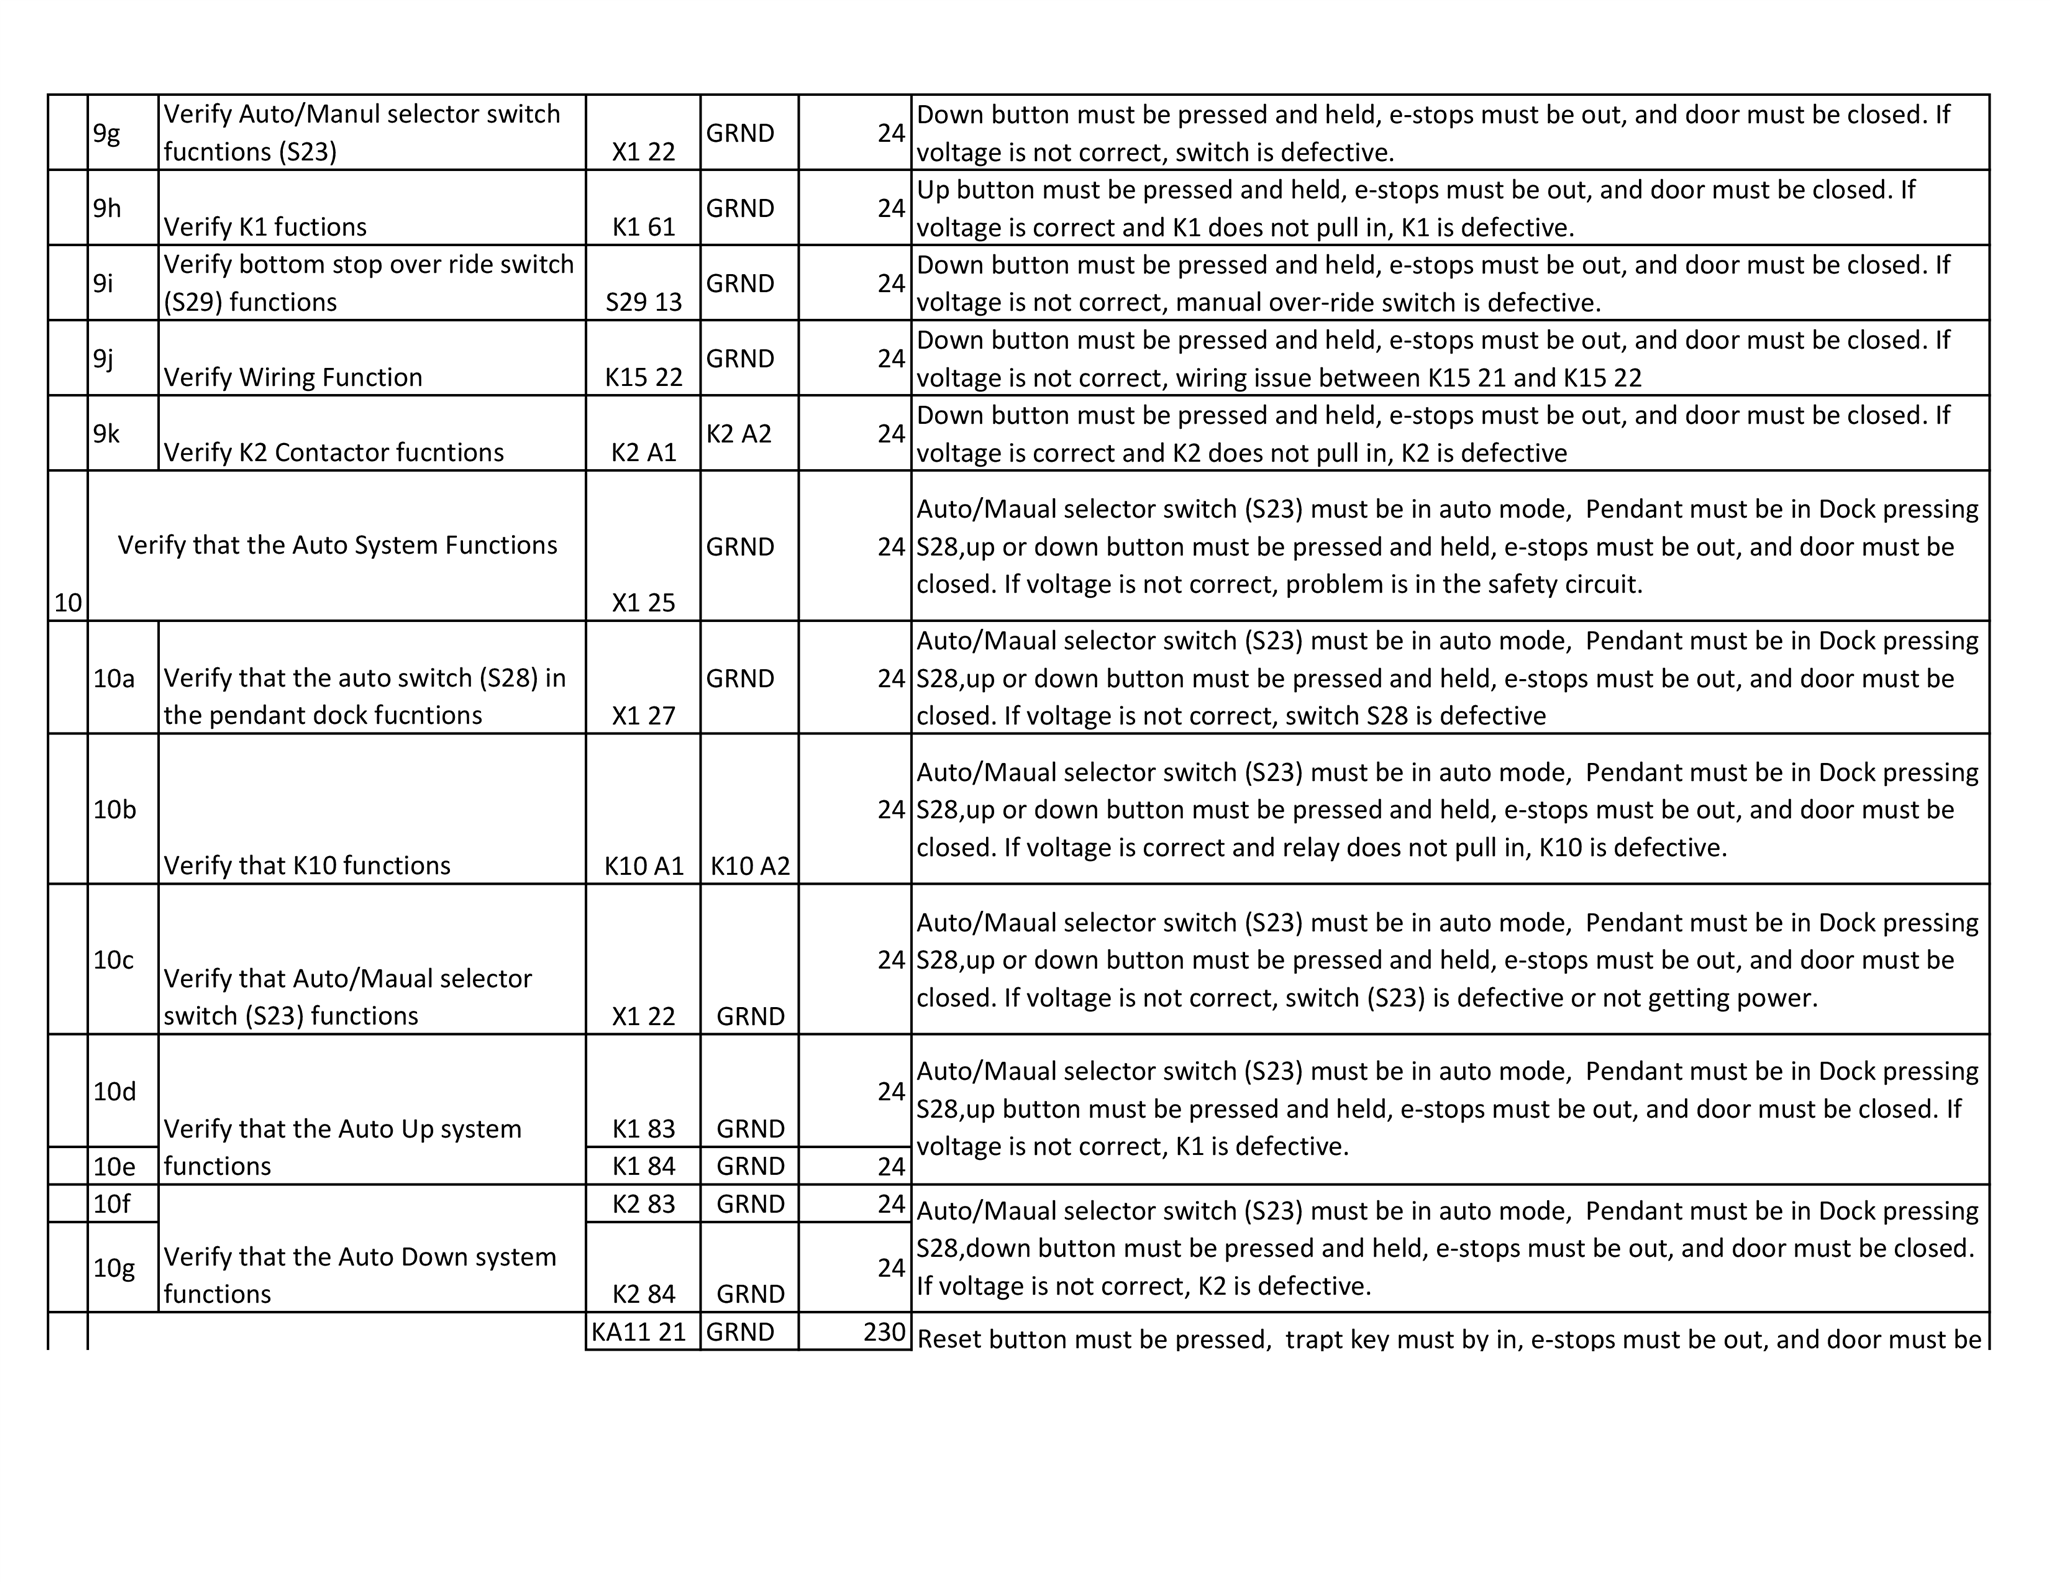 9g Verify Auto/Manul selector switch fucntions (S23) X1 22 GRND 24 Down button must be pressed and held, e-stops must be out, and door must be closed. If
voltage is not correct, switch is defective.
9h Verify K1 fuctions K1 61 GRND 24 Up button must be pressed and held, e-stops must be out, and door must be closed. If
voltage is correct and K1 does not pull in, K1 is defective.
9i Verify bottom stop over ride switch (S29) functions S29 13 GRND 24 Down button must be pressed and held, e-stops must be out, and door must be closed. If
voltage is not correct, manual over-ride switch is defective.
9j Verify Wiring Function K15 22 GRND 24 Down button must be pressed and held, e-stops must be out, and door must be closed. If
voltage is not correct, wiring issue between K15 21 and K15 22
9k Verify K2 Contactor fucntions K2 A1 K2 A2 24 Down button must be pressed and held, e-stops must be out, and door must be closed. If
voltage is correct and K2 does not pull in, K2 is defective
10 Verify that the Auto System Functions X1 25 GRND 24 Auto/Maual selector switch (S23) must be in auto mode, Pendant must be in Dock pressing
S28,up or down button must be pressed and held, e-stops must be out, and door must be
closed. If voltage is not correct, problem is in the safety circuit.
10a Verify that the auto switch (S28) in the pendant dock fucntions X1 27 GRND 24 Auto/Maual selector switch (S23) must be in auto mode, Pendant must be in Dock pressing
S28,up or down button must be pressed and held, e-stops must be out, and door must be
closed. If voltage is not correct, switch S28 is defective
10b Verify that K10 functions K10 A1 K10 A2 24 Auto/Maual selector switch (S23) must be in auto mode, Pendant must be in Dock pressing
S28,up or down button must be pressed and held, e-stops must be out, and door must be
closed. If voltage is correct and relay does not pull in, K10 is defective.
10c Verify that Auto/Maual selector switch (S23) functions X1 22 GRND 24 Auto/Maual selector switch (S23) must be in auto mode, Pendant must be in Dock pressing
S28,up or down button must be pressed and held, e-stops must be out, and door must be
closed. If voltage is not correct, switch (S23) is defective or not getting power.
10d Verify that the Auto Up system functions K1 83 GRND 24 Auto/Maual selector switch (S23) must be in auto mode, Pendant must be in Dock pressing
S28,up button must be pressed and held, e-stops must be out, and door must be closed. If
voltage is not correct, K1 is defective.
10e K1 84 GRND 24
10f K2 83 GRND 24
Verify that the Auto Down system functions Auto/Maual selector switch (S23) must be in auto mode, Pendant must be in Dock pressing
S28,down button must be pressed and held, e-stops must be out, and door must be closed.
If voltage is not correct, K2 is defective.
10g K2 84 GRND 24
KA11 21 GRND 230 Reset button must be pressed, trapt key must by in, e-stops must be out, and door must be